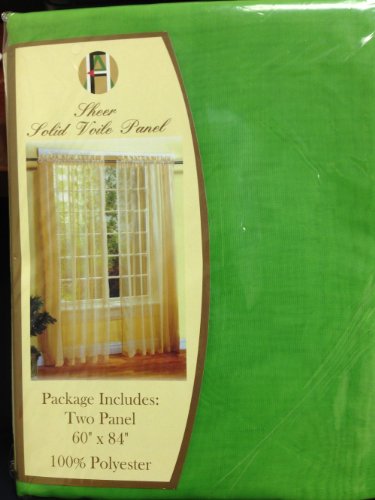 Sheer
Solid Voile Panel
Package Includes:
Two Panel
60" x 84"
100% Polyester